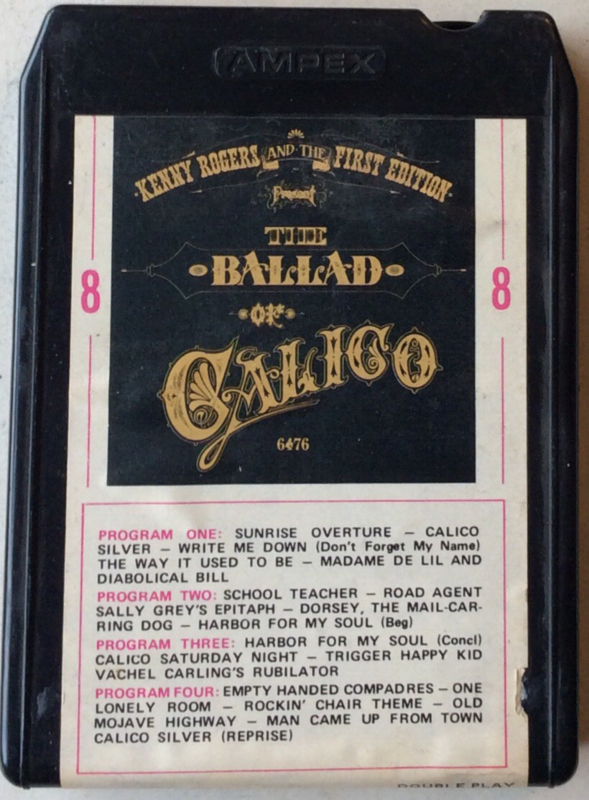 AMPEX
KENNY ROGERS AND THE FIRST EDITION
Present
THE
BALLAD
OF
CALICO
8
8
6476
PROGRAM ONE: SUNRISE OVERTURE — CALICO
SILVER — WRITE ME DOWN (Don't Forget My Name)
THE WAY IT USED TO BE — MADAME DE LIL AND
DIABOLICAL BILL
PROGRAM TWO: SCHOOL TEACHER — ROAD AGENT
SALLY GREY'S EPITAPH — DORSEY, THE MAIL-CAR-
RING DOG — HARBOR FOR MY SOUL (Beg)
PROGRAM THREE: HARBOR FOR MY SOUL (Concl)
CALICO SATURDAY NIGHT — TRIGGER HAPPY KID
VACHEL CARLING'S RUBILATOR
PROGRAM FOUR: EMPTY HANDED COMPADRES — ONE
LONELY ROOM — ROCKIN' CHAIR THEME — OLD
MOJAVE HIGHWAY — MAN CAME UP FROM TOWN
CALICO SILVER (REPRISE)
DOUBLE PLAY